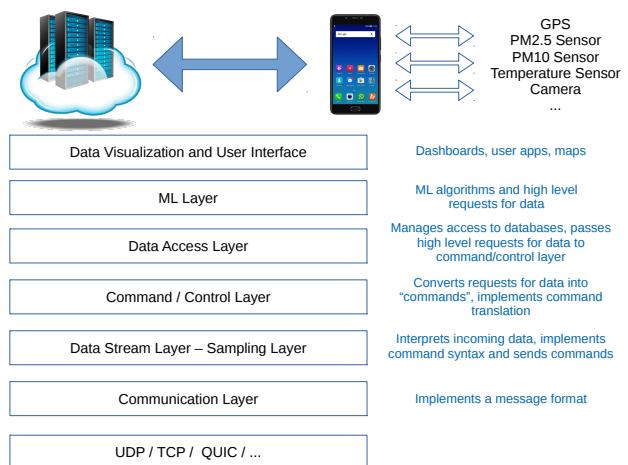 GPS
PM2.5 Sensor
PM10 Sensor
Temperature Sensor
Camera
...
Data Visualization and User Interface
Dashboards, user apps, maps
ML Layer
ML algorithms and high level
requests for data
Data Access Layer
Manages access to databases, passes
high level requests for data to
command/control layer
Command / Control Layer
Converts requests for data into
“commands”, implements command
translation
Data Stream Layer – Sampling Layer
Interprets incoming data, implements
command syntax and sends commands
Communication Layer
Implements a message format
UDP / TCP / QUIC / ...